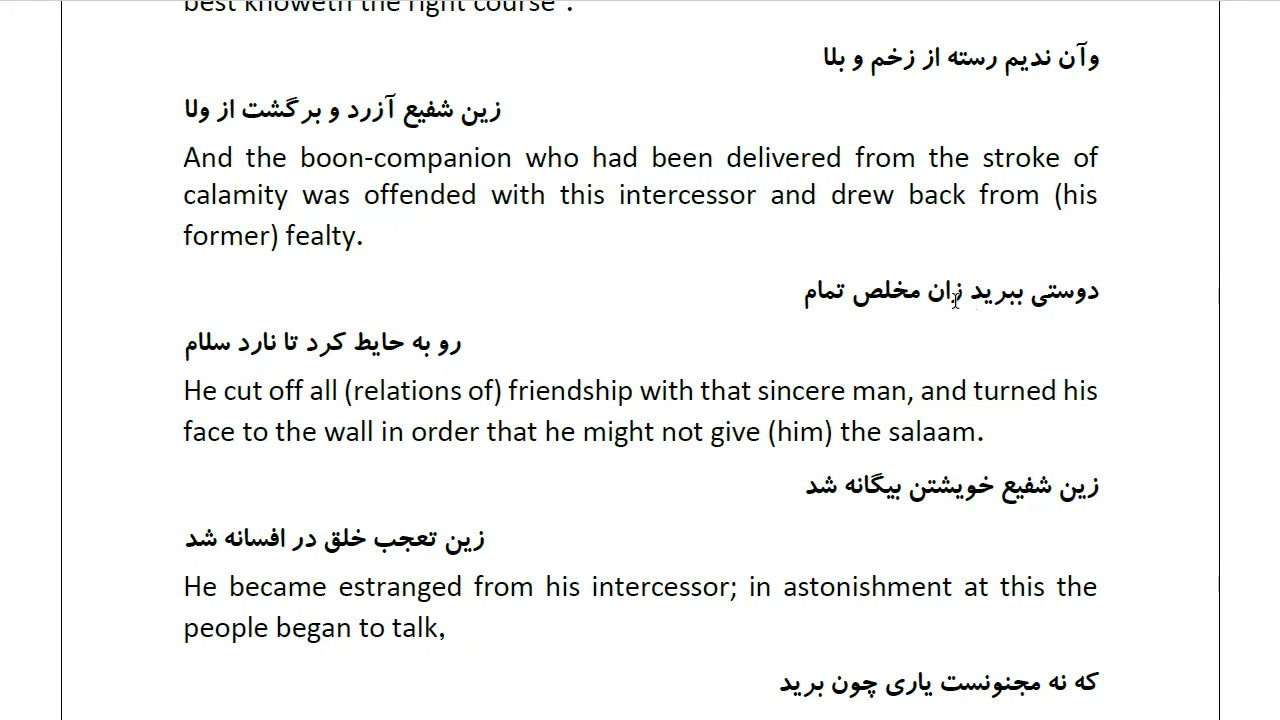 best knoweth the right course".
وآن ندیم رسته از زخم و بلا
زین شفیع آزرد و برگشت از ولا
And the boon-companion who had been delivered from the stroke of
calamity was offended with this intercessor and drew back from (his
former) fealty.
دوستی ببرید زان مخلص تمام
رو به حایط کرد تا نارد سلام
He cut off all (relations of) friendship with that sincere man, and turned his
face to the wall in order that he might not give (him) the salaam.
زین شفیع خویشتن بیگانه شد
زین تعجب خلق در افسانه شد
He became estranged from his intercessor; in astonishment at this the
people began to talk,
که نه مجنونست یاری چون برید